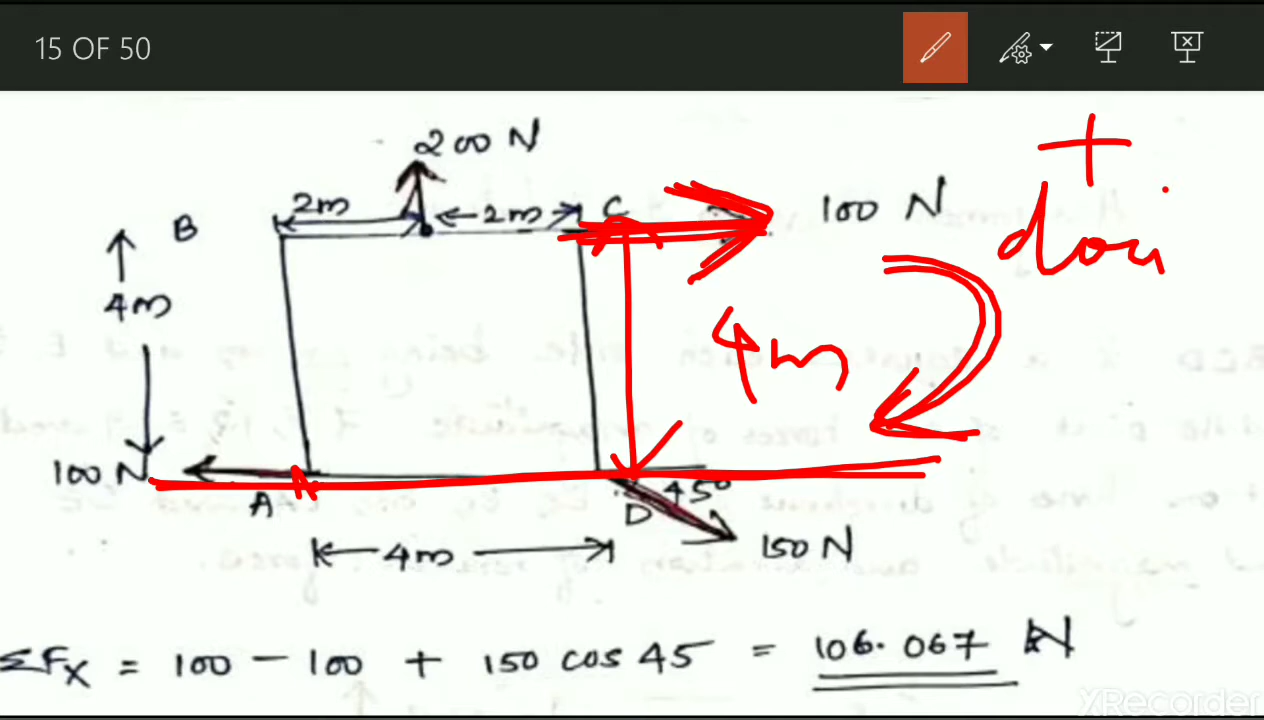 15 OF 50
200 N
2m
2m
B
C
100 N
+
4m
4m
100 N
A
45°
D
4m
150 N
ΣFx = 100 - 100 + 150 cos 45 = 106.067 N
XRecorder